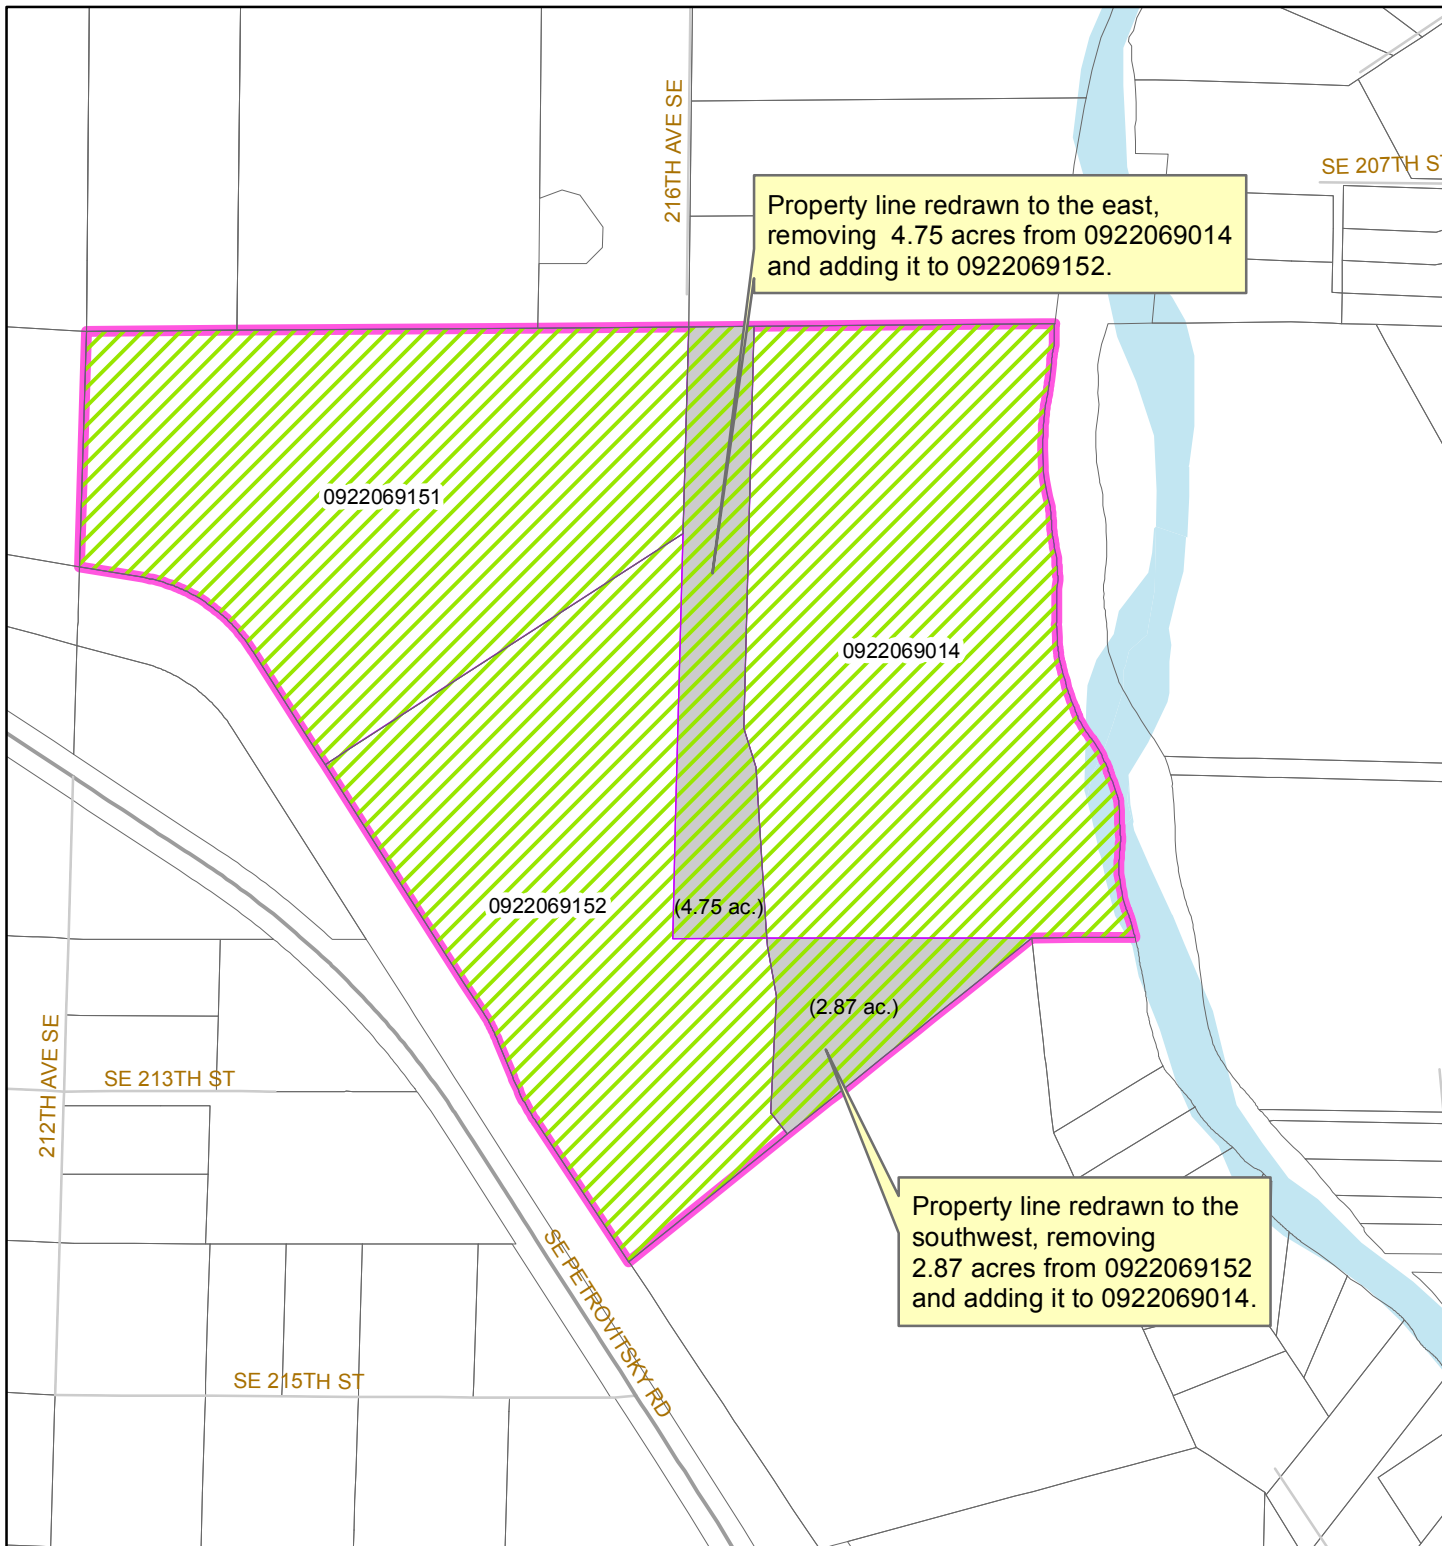 216TH AVE SE
SE 207TH ST
Property line redrawn to the east,
removing  4.75 acres from 0922069014
and adding it to 0922069152.
0922069151
0922069014
0922069152
(4.75 ac.)
(2.87 ac.)
212TH AVE SE
SE 213TH ST
Property line redrawn to the
southwest, removing
2.87 acres from 0922069152
and adding it to 0922069014.
SE PETROVITSKY RD
SE 215TH ST